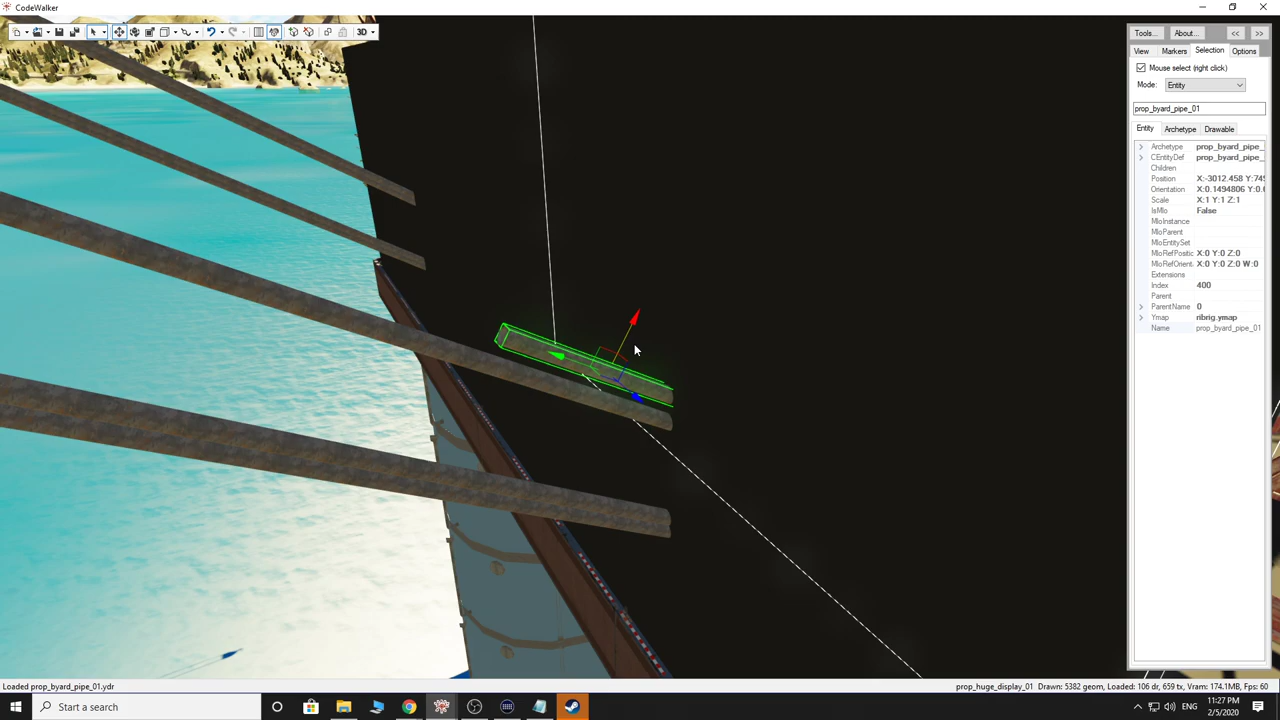 CodeWalker
3D
Tools... About... << >>
View Markers Selection Options
Mouse select (right click)
Mode: Entity
prop_byard_pipe_01
Entity Archetype Drawable
Archetype prop_byard_pipe_
CEntityDef prop_byard_pipe_
Children
Position X:-3012.458 Y:745
Orientation X:0.1494806 Y:0.0
Scale X:1 Y:1 Z:1
IsMlo False
MloInstance
MloParent
MloEntitySet
MloRefPositic X:0 Y:0 Z:0
MloRefOrient X:0 Y:0 Z:0 W:0
Extensions
Index 400
Parent
ParentName 0
Ymap ribrig.ymap
Name prop_byard_pipe_01
Loaded prop_byard_pipe_01.ydr
prop_huge_display_01 Drawn: 5382 geom, Loaded: 106 dr, 659 tx, Vram: 174.1MB, Fps: 60
Start a search
ENG
11:27 PM
2/5/2020